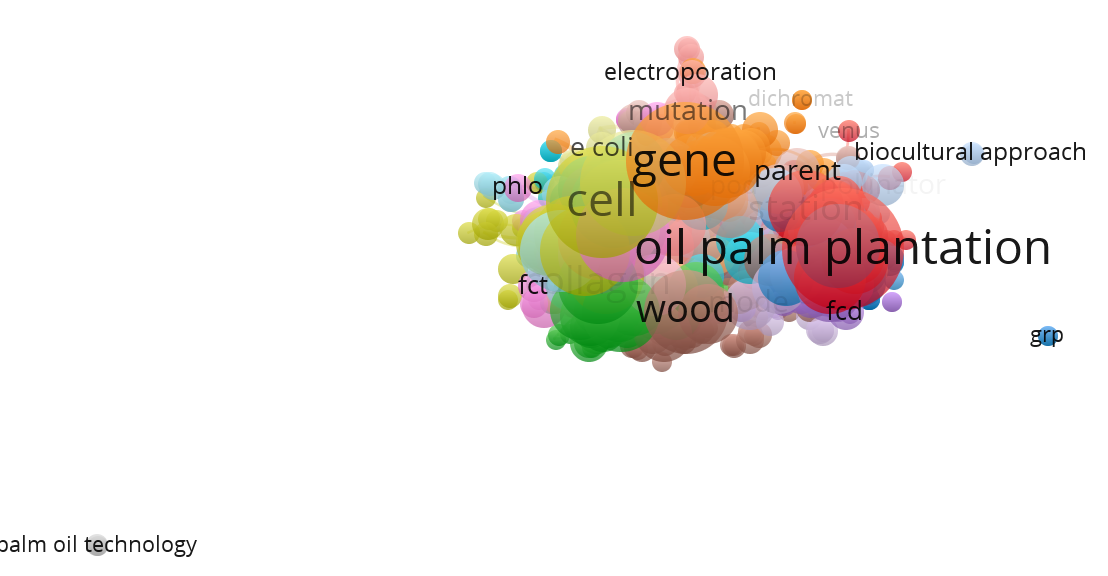 electroporation
dichromat
mutation
venus
e coli
biocultural approach
gene
parent
phlo
cell
station
oil palm plantation
collagen
fct
wood
fcd
grp
palm oil technology